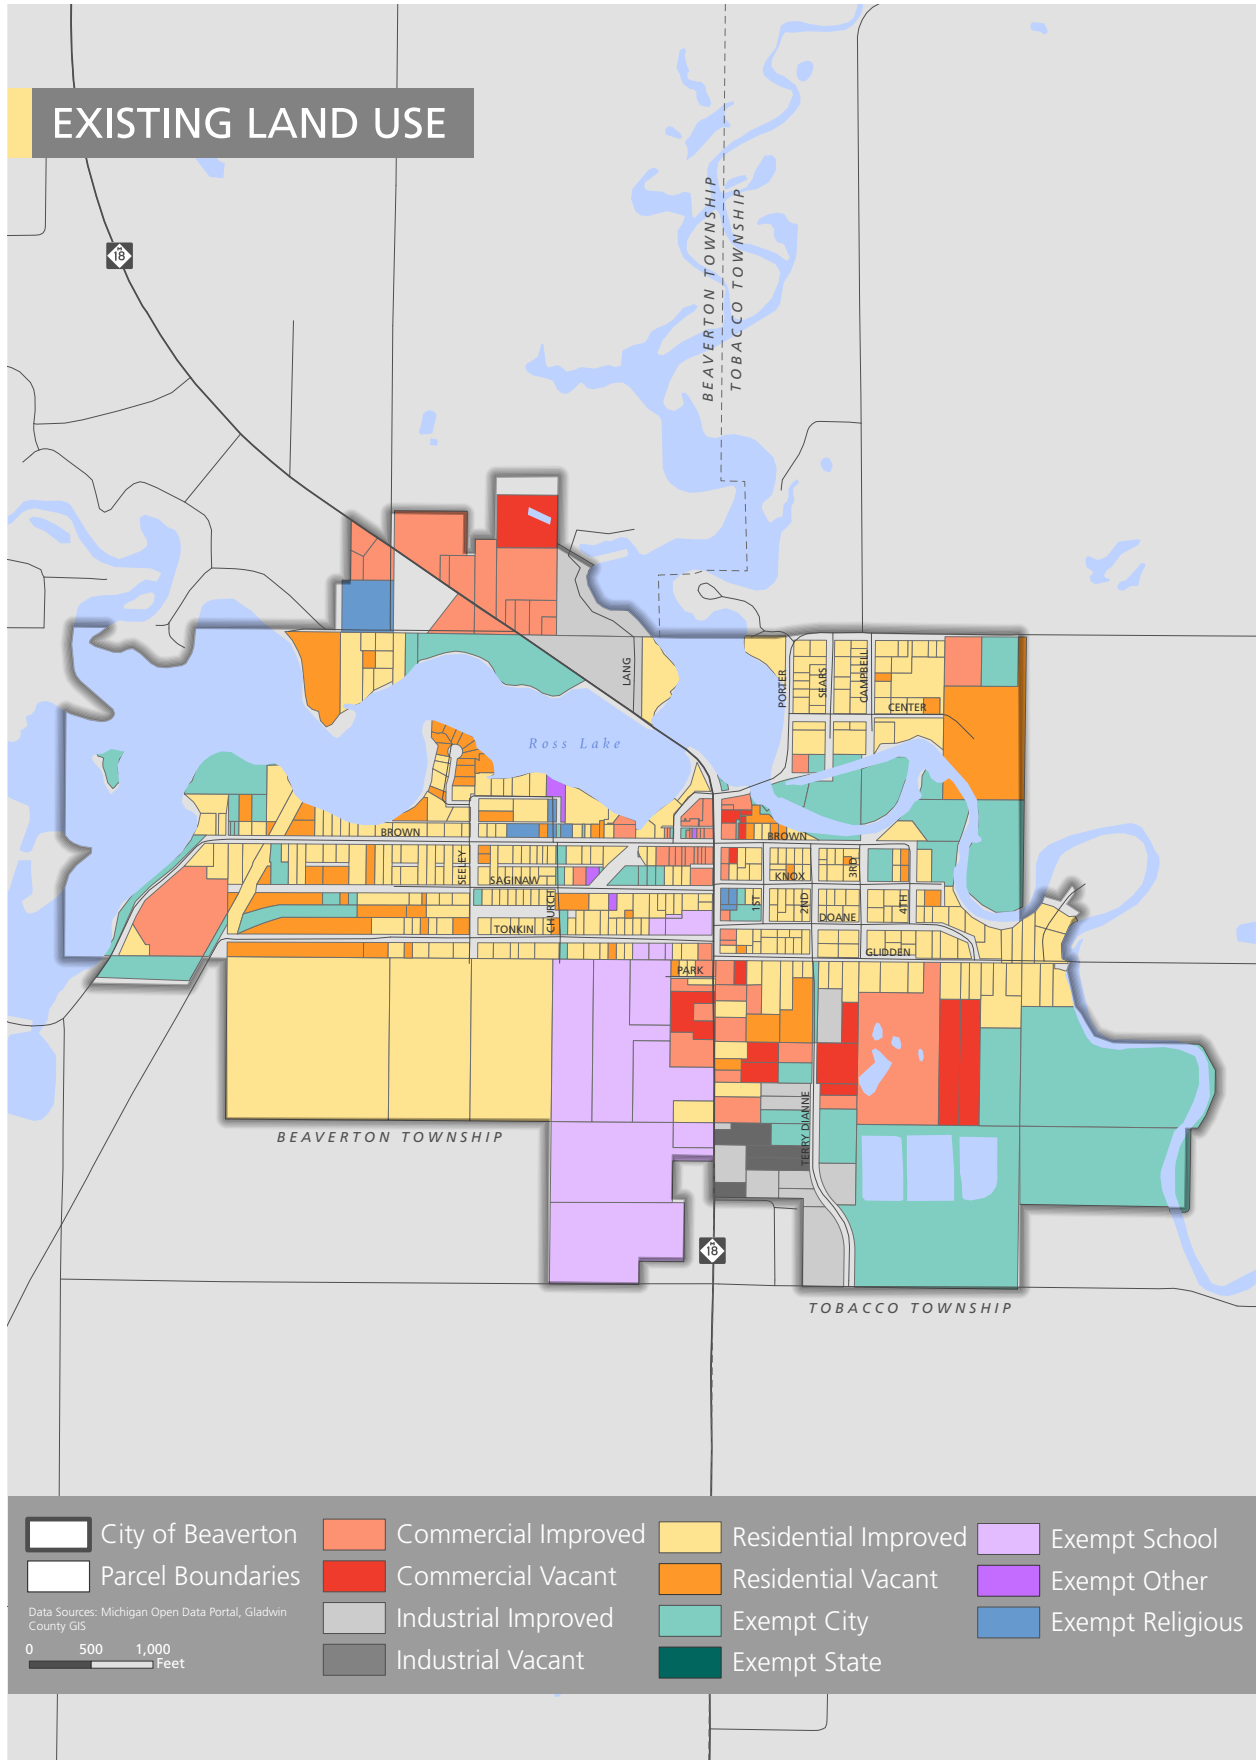 EXISTING LAND USE
18
BEAVERTON TOWNSHIP
TOBACCO TOWNSHIP
LANG
PORTER
SEARS
CAMPBELL
CENTER
Ross Lake
BROWN
BROWN
SEELEY
SAGINAW
CHURCH
TONKIN
KNOX
1ST
2ND
3RD
4TH
DOANE
GLIDDEN
PARK
TERRY DIANNE
BEAVERTON TOWNSHIP
18
TOBACCO TOWNSHIP
City of Beaverton
Parcel Boundaries
Data Sources: Michigan Open Data Portal, Gladwin
County GIS
0 500 1,000
Feet
Commercial Improved
Commercial Vacant
Industrial Improved
Industrial Vacant
Residential Improved
Residential Vacant
Exempt City
Exempt State
Exempt School
Exempt Other
Exempt Religious